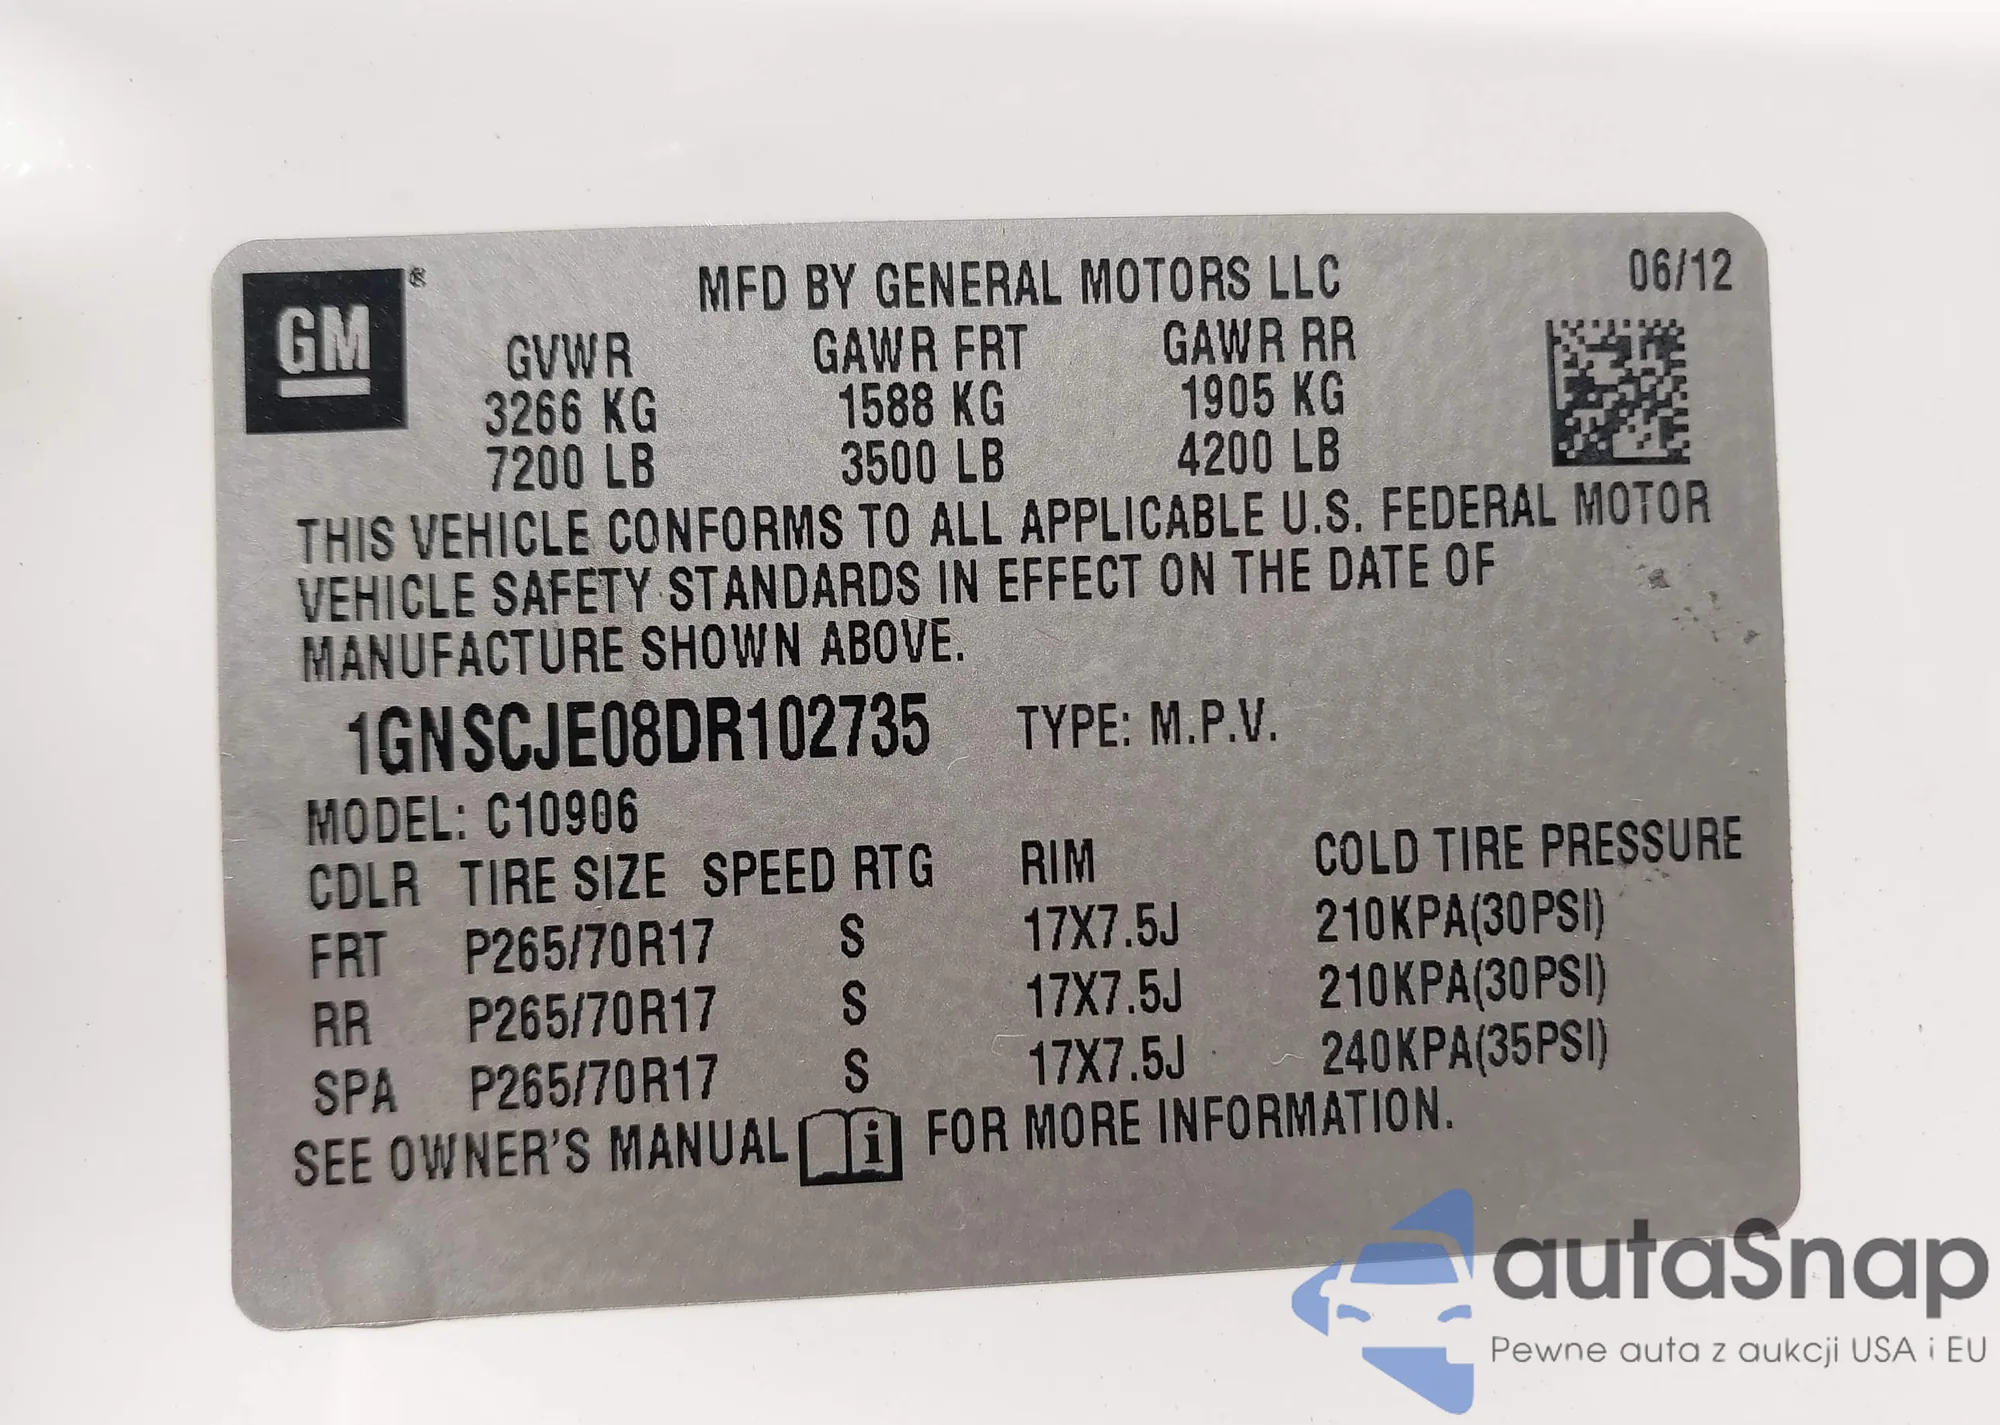 GM®
MFD BY GENERAL MOTORS LLC 06/12
GVWR GAWR FRT GAWR RR
3266 KG 1588 KG 1905 KG
7200 LB 3500 LB 4200 LB
THIS VEHICLE CONFORMS TO ALL APPLICABLE U.S. FEDERAL MOTOR
VEHICLE SAFETY STANDARDS IN EFFECT ON THE DATE OF
MANUFACTURE SHOWN ABOVE.
1GNSCJE08DR102735 TYPE: M.P.V.
MODEL: C10906
CDLR TIRE SIZE SPEED RTG RIM COLD TIRE PRESSURE
FRT P265/70R17 S 17X7.5J 210KPA(30PSI)
RR P265/70R17 S 17X7.5J 210KPA(30PSI)
SPA P265/70R17 S 17X7.5J 240KPA(35PSI)
SEE OWNER'S MANUAL i FOR MORE INFORMATION.
autaSnap
Pewne auta z aukcji USA i EU